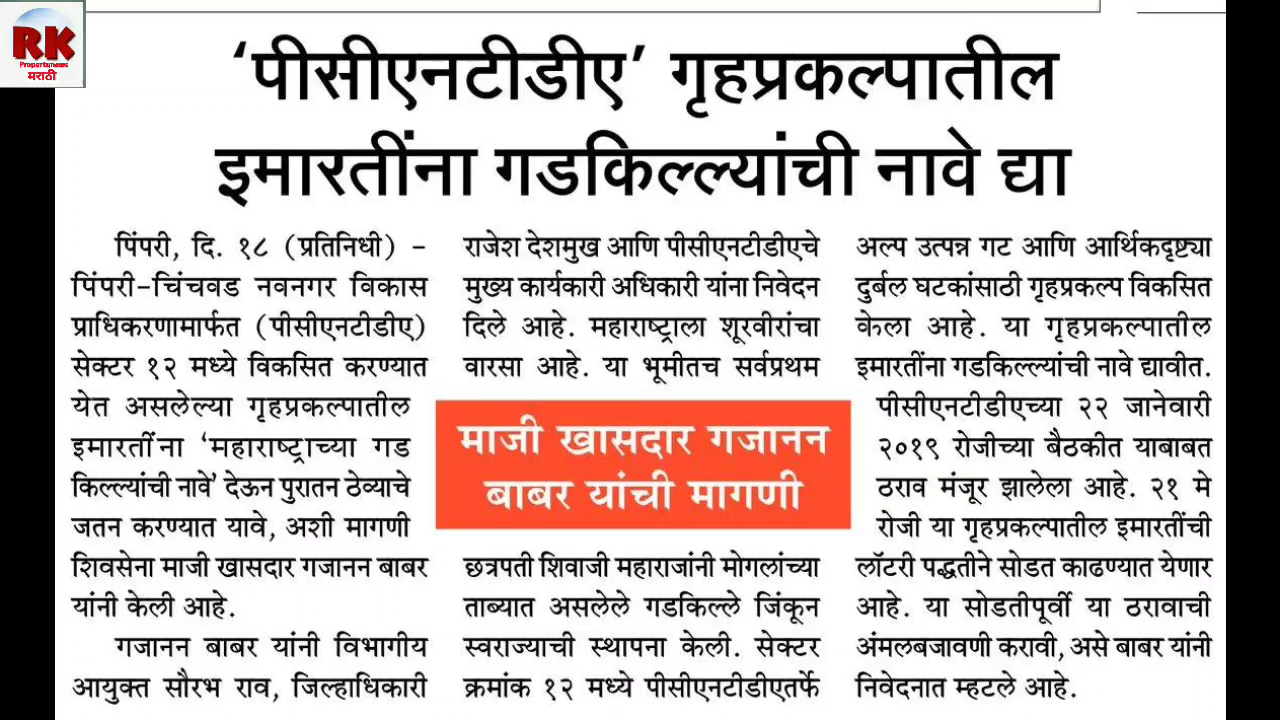 RK
Propertynews
मराठी
‘पीसीएनटीडीए’ गृहप्रकल्पातील
इमारतींना गडकिल्ल्यांची नावे द्या
पिंपरी, दि. १८ (प्रतिनिधी) –
पिंपरी-चिंचवड नवनगर विकास
प्राधिकरणामार्फत (पीसीएनटीडीए)
सेक्टर १२ मध्ये विकसित करण्यात
येत असलेल्या गृहप्रकल्पातील
इमारतींना ‘महाराष्ट्राच्या गड
किल्ल्यांची नावे’ देऊन पुरातन ठेव्याचे
जतन करण्यात यावे, अशी मागणी
शिवसेना माजी खासदार गजानन बाबर
यांनी केली आहे.
गजानन बाबर यांनी विभागीय
आयुक्त सौरभ राव, जिल्हाधिकारी
राजेश देशमुख आणि पीसीएनटीडीएचे
मुख्य कार्यकारी अधिकारी यांना निवेदन
दिले आहे. महाराष्ट्राला शूरवीरांचा
वारसा आहे. या भूमीतच सर्वप्रथम
माजी खासदार गजानन
बाबर यांची मागणी
छत्रपती शिवाजी महाराजांनी मोगलांच्या
ताब्यात असलेले गडकिल्ले जिंकून
स्वराज्याची स्थापना केली. सेक्टर
क्रमांक १२ मध्ये पीसीएनटीडीएतर्फे
अल्प उत्पन्न गट आणि आर्थिकदृष्ट्या
दुर्बल घटकांसाठी गृहप्रकल्प विकसित
केला आहे. या गृहप्रकल्पातील
इमारतींना गडकिल्ल्यांची नावे द्यावीत.
पीसीएनटीडीएच्या २२ जानेवारी
२०१९ रोजीच्या बैठकीत याबाबत
ठराव मंजूर झालेला आहे. २१ मे
रोजी या गृहप्रकल्पातील इमारतींची
लॉटरी पद्धतीने सोडत काढण्यात येणार
आहे. या सोडतीपूर्वी या ठरावाची
अंमलबजावणी करावी, असे बाबर यांनी
निवेदनात म्हटले आहे.